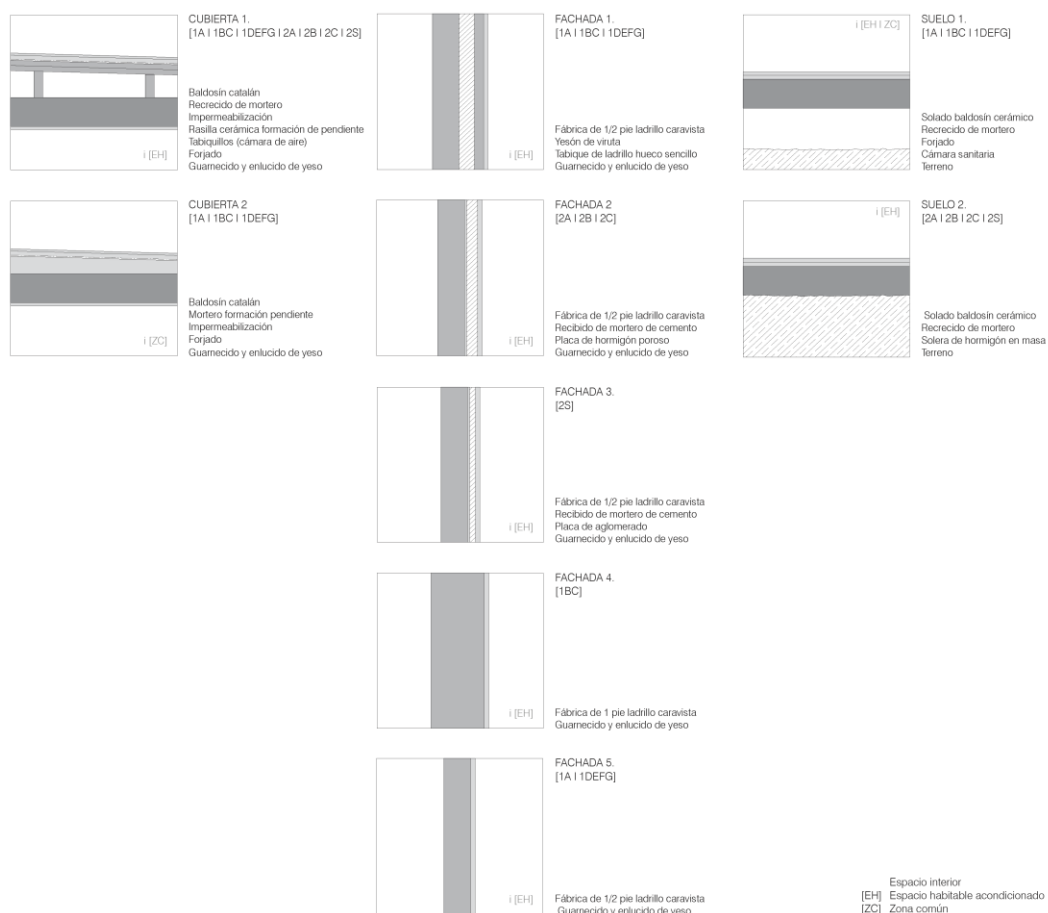 CUBIERTA 1.
[1A I 1BC I 1DEFG I 2A I 2B I 2C I 2S]
Baldosín catalán
Recrecido de mortero
Impermeabilización
Rasilla cerámica formación de pendiente
Tabiquillos (cámara de aire)
Forjado
Guarnecido y enlucido de yeso
i [EH]
CUBIERTA 2
[1A I 1BC I 1DEFG]
Baldosín catalán
Mortero formación pendiente
Impermeabilización
Forjado
Guarnecido y enlucido de yeso
i [ZC]
FACHADA 1.
[1A I 1BC I 1DEFG]
Fábrica de 1/2 pie ladrillo caravista
Yesón de viruta
Tabique de ladrillo hueco sencillo
Guarnecido y enlucido de yeso
i [EH]
FACHADA 2
[2A I 2B I 2C]
Fábrica de 1/2 pie ladrillo caravista
Recibido de mortero de cemento
Placa de hormigón poroso
Guarnecido y enlucido de yeso
i [EH]
FACHADA 3.
[2S]
Fábrica de 1/2 pie ladrillo caravista
Recibido de mortero de cemento
Placa de aglomerado
Guarnecido y enlucido de yeso
i [EH]
FACHADA 4.
[1BC]
Fábrica de 1 pie ladrillo caravista
Guarnecido y enlucido de yeso
i [EH]
FACHADA 5.
[1A I 1DEFG]
Fábrica de 1/2 pie ladrillo caravista
Guarnecido y enlucido de yeso
i [EH]
SUELO 1.
[1A I 1BC I 1DEFG]
i [EH I ZC]
Solado baldosín cerámico
Recrecido de mortero
Forjado
Cámara sanitaria
Terreno
SUELO 2.
[2A I 2B I 2C I 2S]
i [EH]
Solado baldosín cerámico
Recrecido de mortero
Solera de hormigón en masa
Terreno
Espacio interior
[EH] Espacio habitable acondicionado
[ZC] Zona común